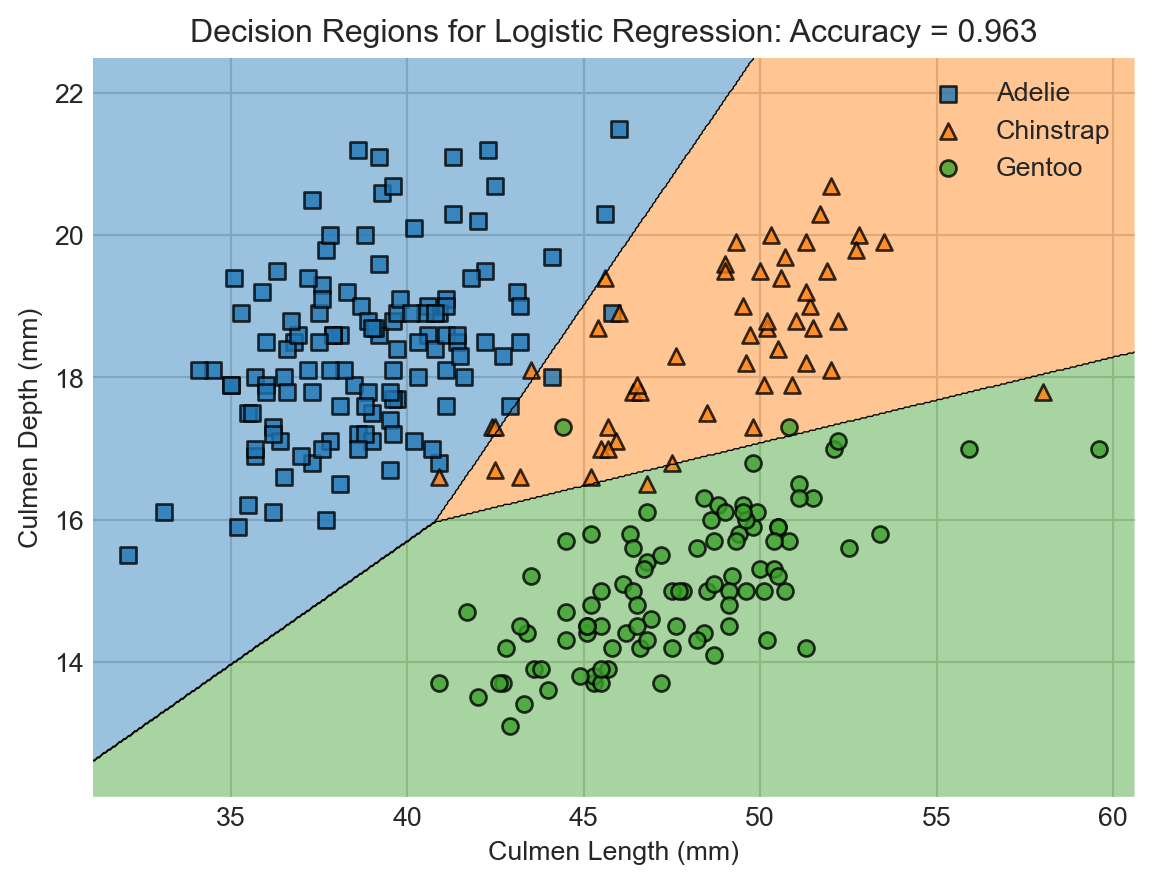 Decision Regions for Logistic Regression: Accuracy = 0.963
Adelie
Chinstrap
Gentoo
22
20
18
16
14
Culmen Depth (mm)
35 40 45 50 55 60
Culmen Length (mm)